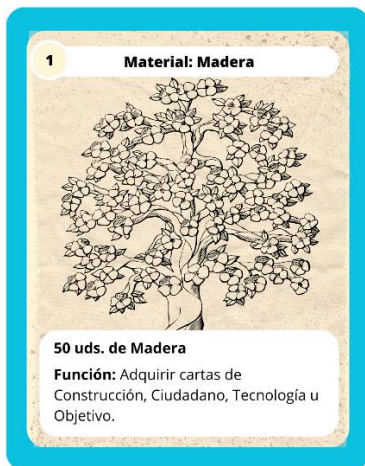 1
Material: Madera
50 uds. de Madera
Función: Adquirir cartas de
Construcción, Ciudadano, Tecnología u
Objetivo.